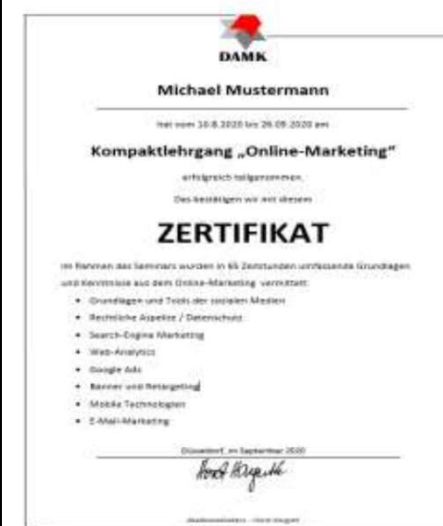 DAMK
Michael Mustermann
hat vom 10.8.2020 bis 26.09.2020 am
Kompaktlehrgang „Online-Marketing“
erfolgreich teilgenommen.
Das bestätigen wir mit diesem
ZERTIFIKAT
Im Rahmen des Seminars wurden in 65 Zeitstunden umfassende Grundlagen
und Kenntnisse aus dem Online-Marketing vermittelt:
• Grundlagen und Tools der sozialen Medien
• Rechtliche Aspekte / Datenschutz
• Search-Engine Marketing
• Web-Analytics
• Google Ads
• Banner und Retargeting
• Mobile Technologien
• E-Mail-Marketing
Düsseldorf, im September 2020